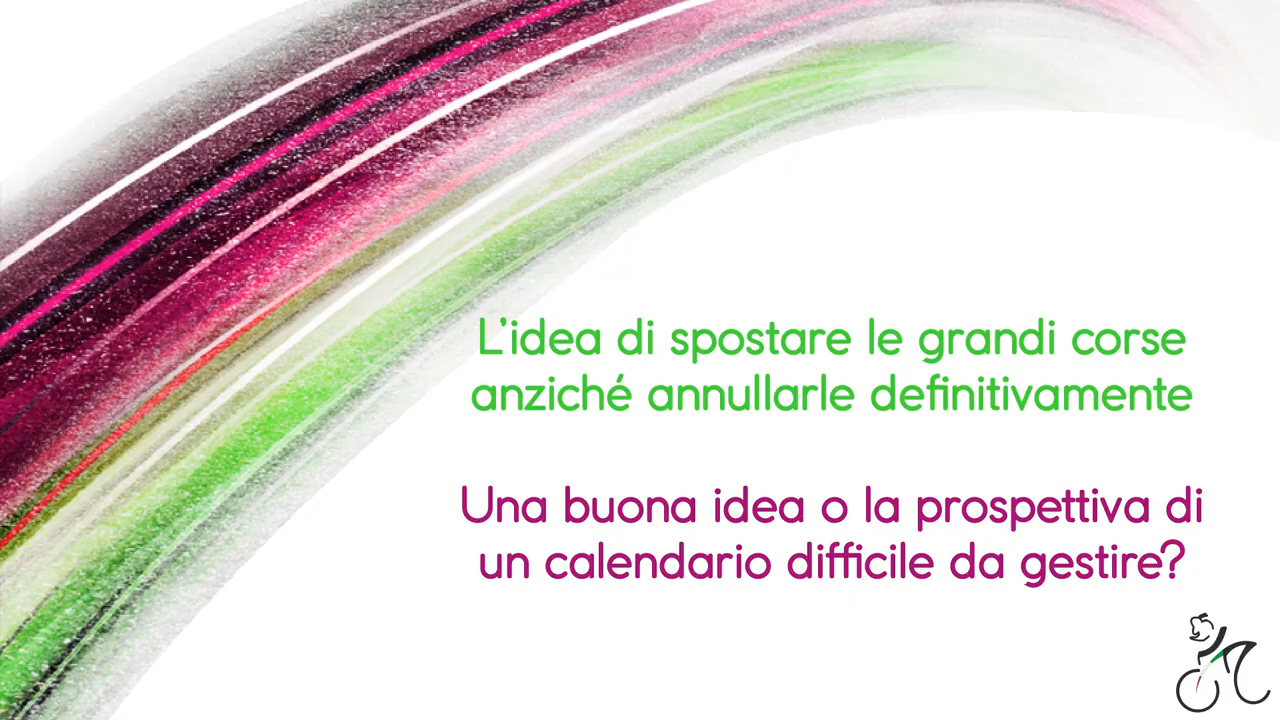 L'idea di spostare le grandi corse
anziché annullarle definitivamente
Una buona idea o la prospettiva di
un calendario difficile da gestire?